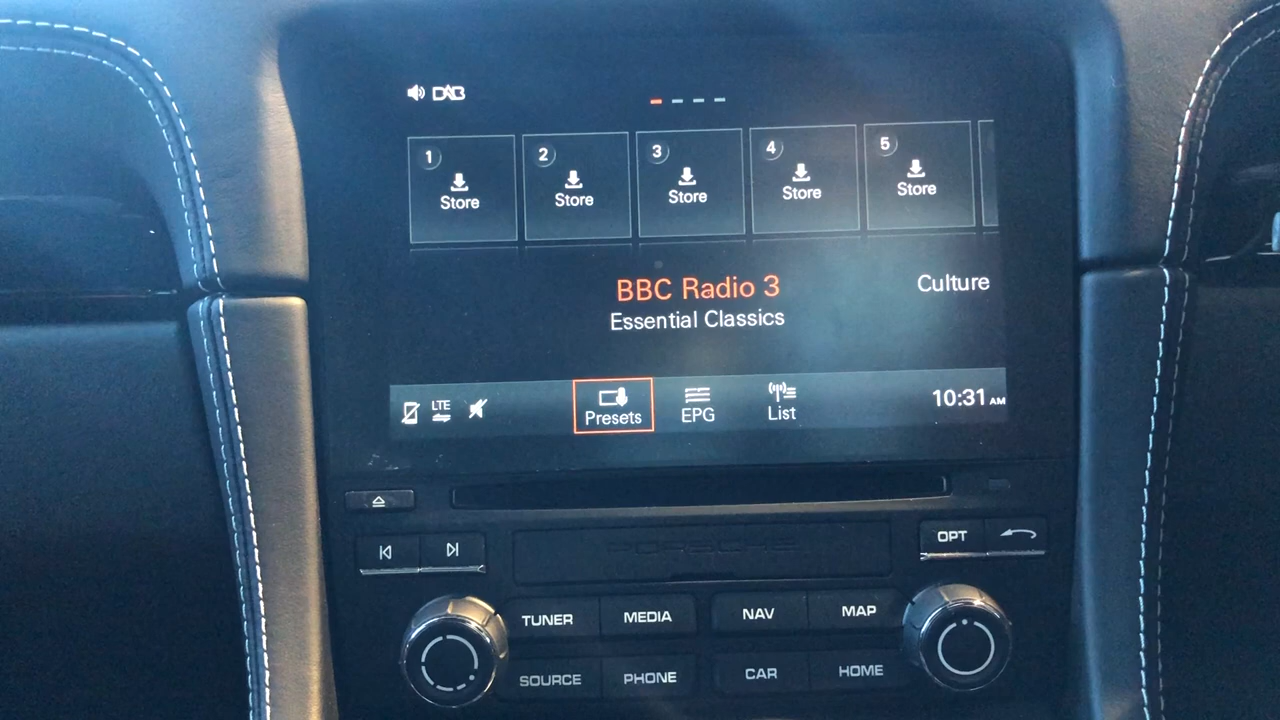 DAB
1 2 3 4 5
Store Store Store Store Store
BBC Radio 3 Culture
Essential Classics
LTE
Presets EPG List 10:31 AM
PORSCHE
OPT
TUNER MEDIA NAV MAP
SOURCE PHONE CAR HOME